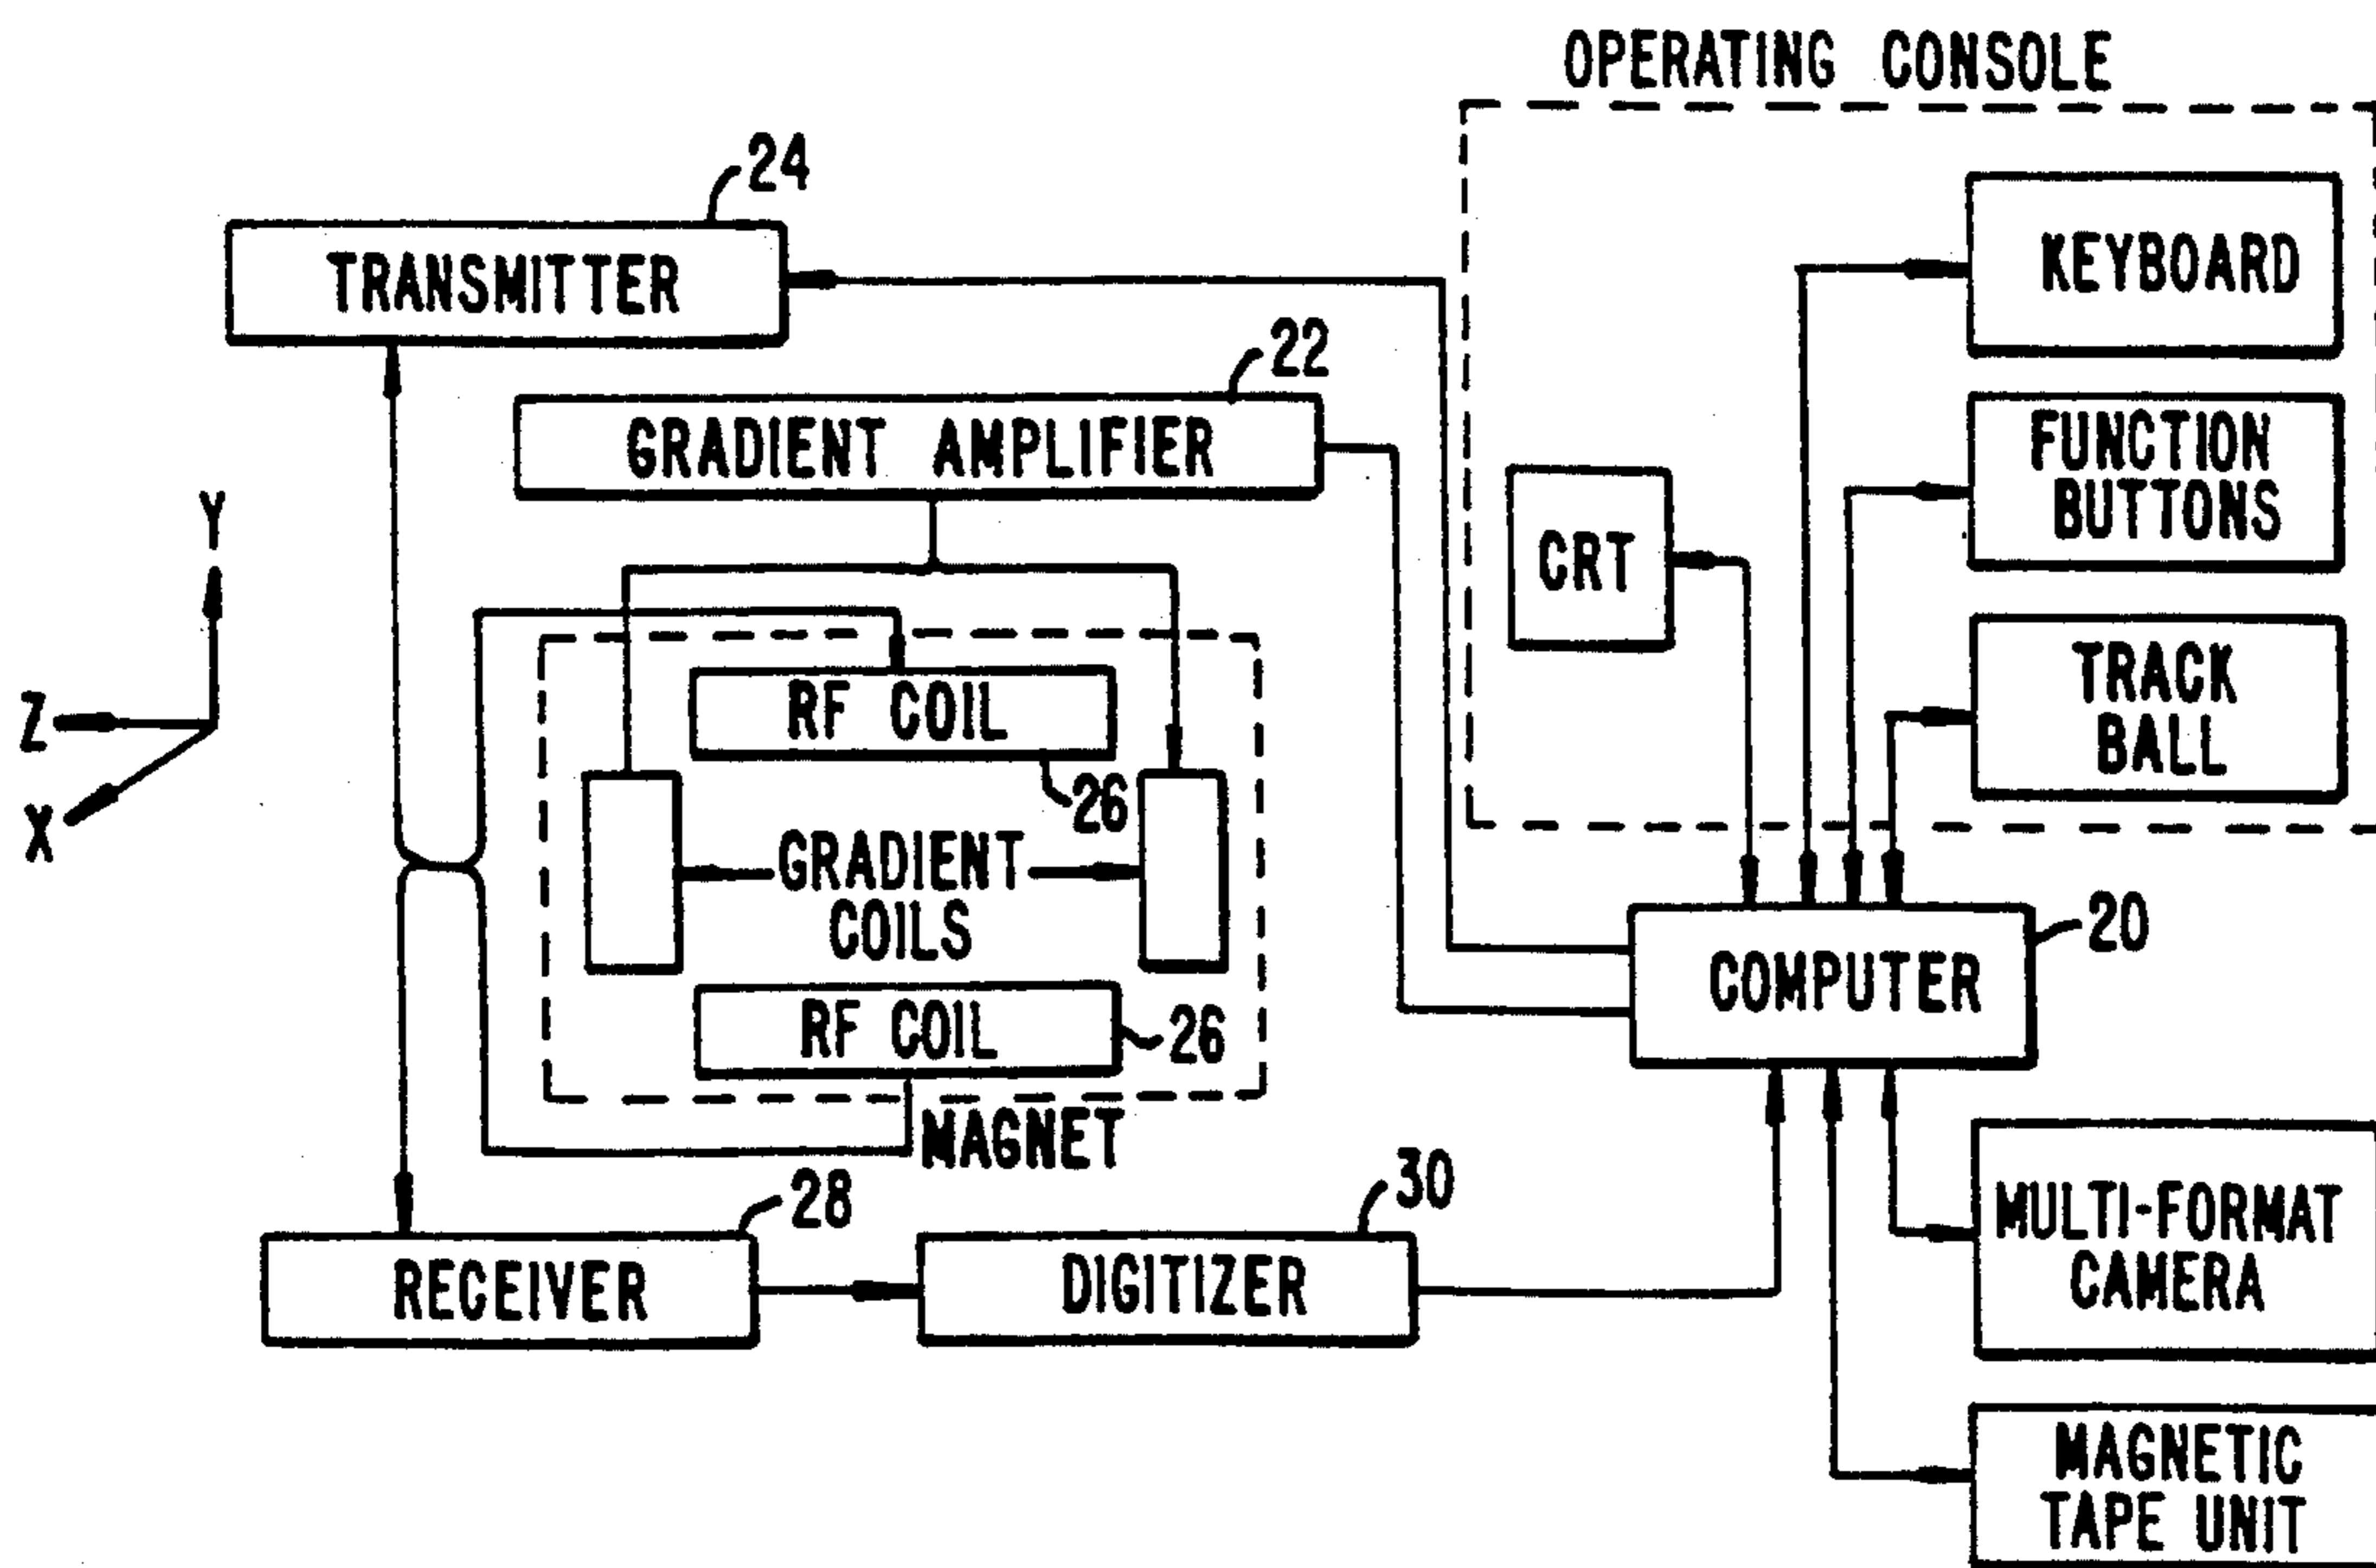 OPERATING CONSOLE
24
TRANSMITTER
KEYBOARD
22
GRADIENT AMPLIFIER
FUNCTION
BUTTONS
Y
CRT
Z
X
RF COIL
26
TRACK
BALL
GRADIENT
COILS
20
COMPUTER
RF COIL
26
MAGNET
28
RECEIVER
30
DIGITIZER
MULTI-FORMAT
CAMERA
MAGNETIC
TAPE UNIT